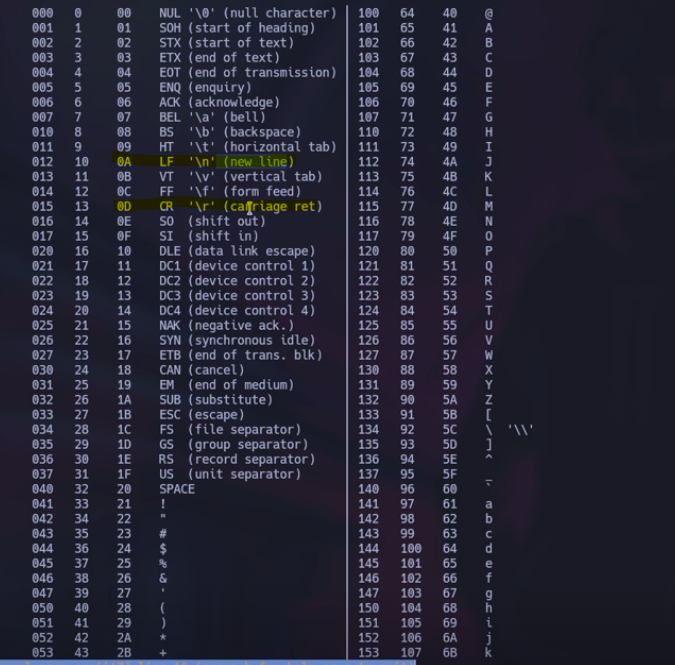 000 0 00 NUL '\0' (null character) 100 64 40 @
001 1 01 SOH (start of heading) 101 65 41 A
002 2 02 STX (start of text) 102 66 42 B
003 3 03 ETX (end of text) 103 67 43 C
004 4 04 EOT (end of transmission) 104 68 44 D
005 5 05 ENQ (enquiry) 105 69 45 E
006 6 06 ACK (acknowledge) 106 70 46 F
007 7 07 BEL '\a' (bell) 107 71 47 G
010 8 08 BS '\b' (backspace) 110 72 48 H
011 9 09 HT '\t' (horizontal tab) 111 73 49 I
012 10 0A LF '\n' (new line) 112 74 4A J
013 11 0B VT '\v' (vertical tab) 113 75 4B K
014 12 0C FF '\f' (form feed) 114 76 4C L
015 13 0D CR '\r' (carriage ret) 115 77 4D M
016 14 0E SO (shift out) 116 78 4E N
017 15 0F SI (shift in) 117 79 4F O
020 16 10 DLE (data link escape) 120 80 50 P
021 17 11 DC1 (device control 1) 121 81 51 Q
022 18 12 DC2 (device control 2) 122 82 52 R
023 19 13 DC3 (device control 3) 123 83 53 S
024 20 14 DC4 (device control 4) 124 84 54 T
025 21 15 NAK (negative ack.) 125 85 55 U
026 22 16 SYN (synchronous idle) 126 86 56 V
027 23 17 ETB (end of trans. blk) 127 87 57 W
030 24 18 CAN (cancel) 130 88 58 X
031 25 19 EM (end of medium) 131 89 59 Y
032 26 1A SUB (substitute) 132 90 5A Z
033 27 1B ESC (escape) 133 91 5B [
034 28 1C FS (file separator) 134 92 5C \ '\\'
035 29 1D GS (group separator) 135 93 5D ]
036 30 1E RS (record separator) 136 94 5E ^
037 31 1F US (unit separator) 137 95 5F _
040 32 20 SPACE 140 96 60 `
041 33 21 ! 141 97 61 a
042 34 22 " 142 98 62 b
043 35 23 # 143 99 63 c
044 36 24 $ 144 100 64 d
045 37 25 % 145 101 65 e
046 38 26 & 146 102 66 f
047 39 27 ' 147 103 67 g
050 40 28 ( 150 104 68 h
051 41 29 ) 151 105 69 i
052 42 2A * 152 106 6A j
053 43 2B + 153 107 6B k